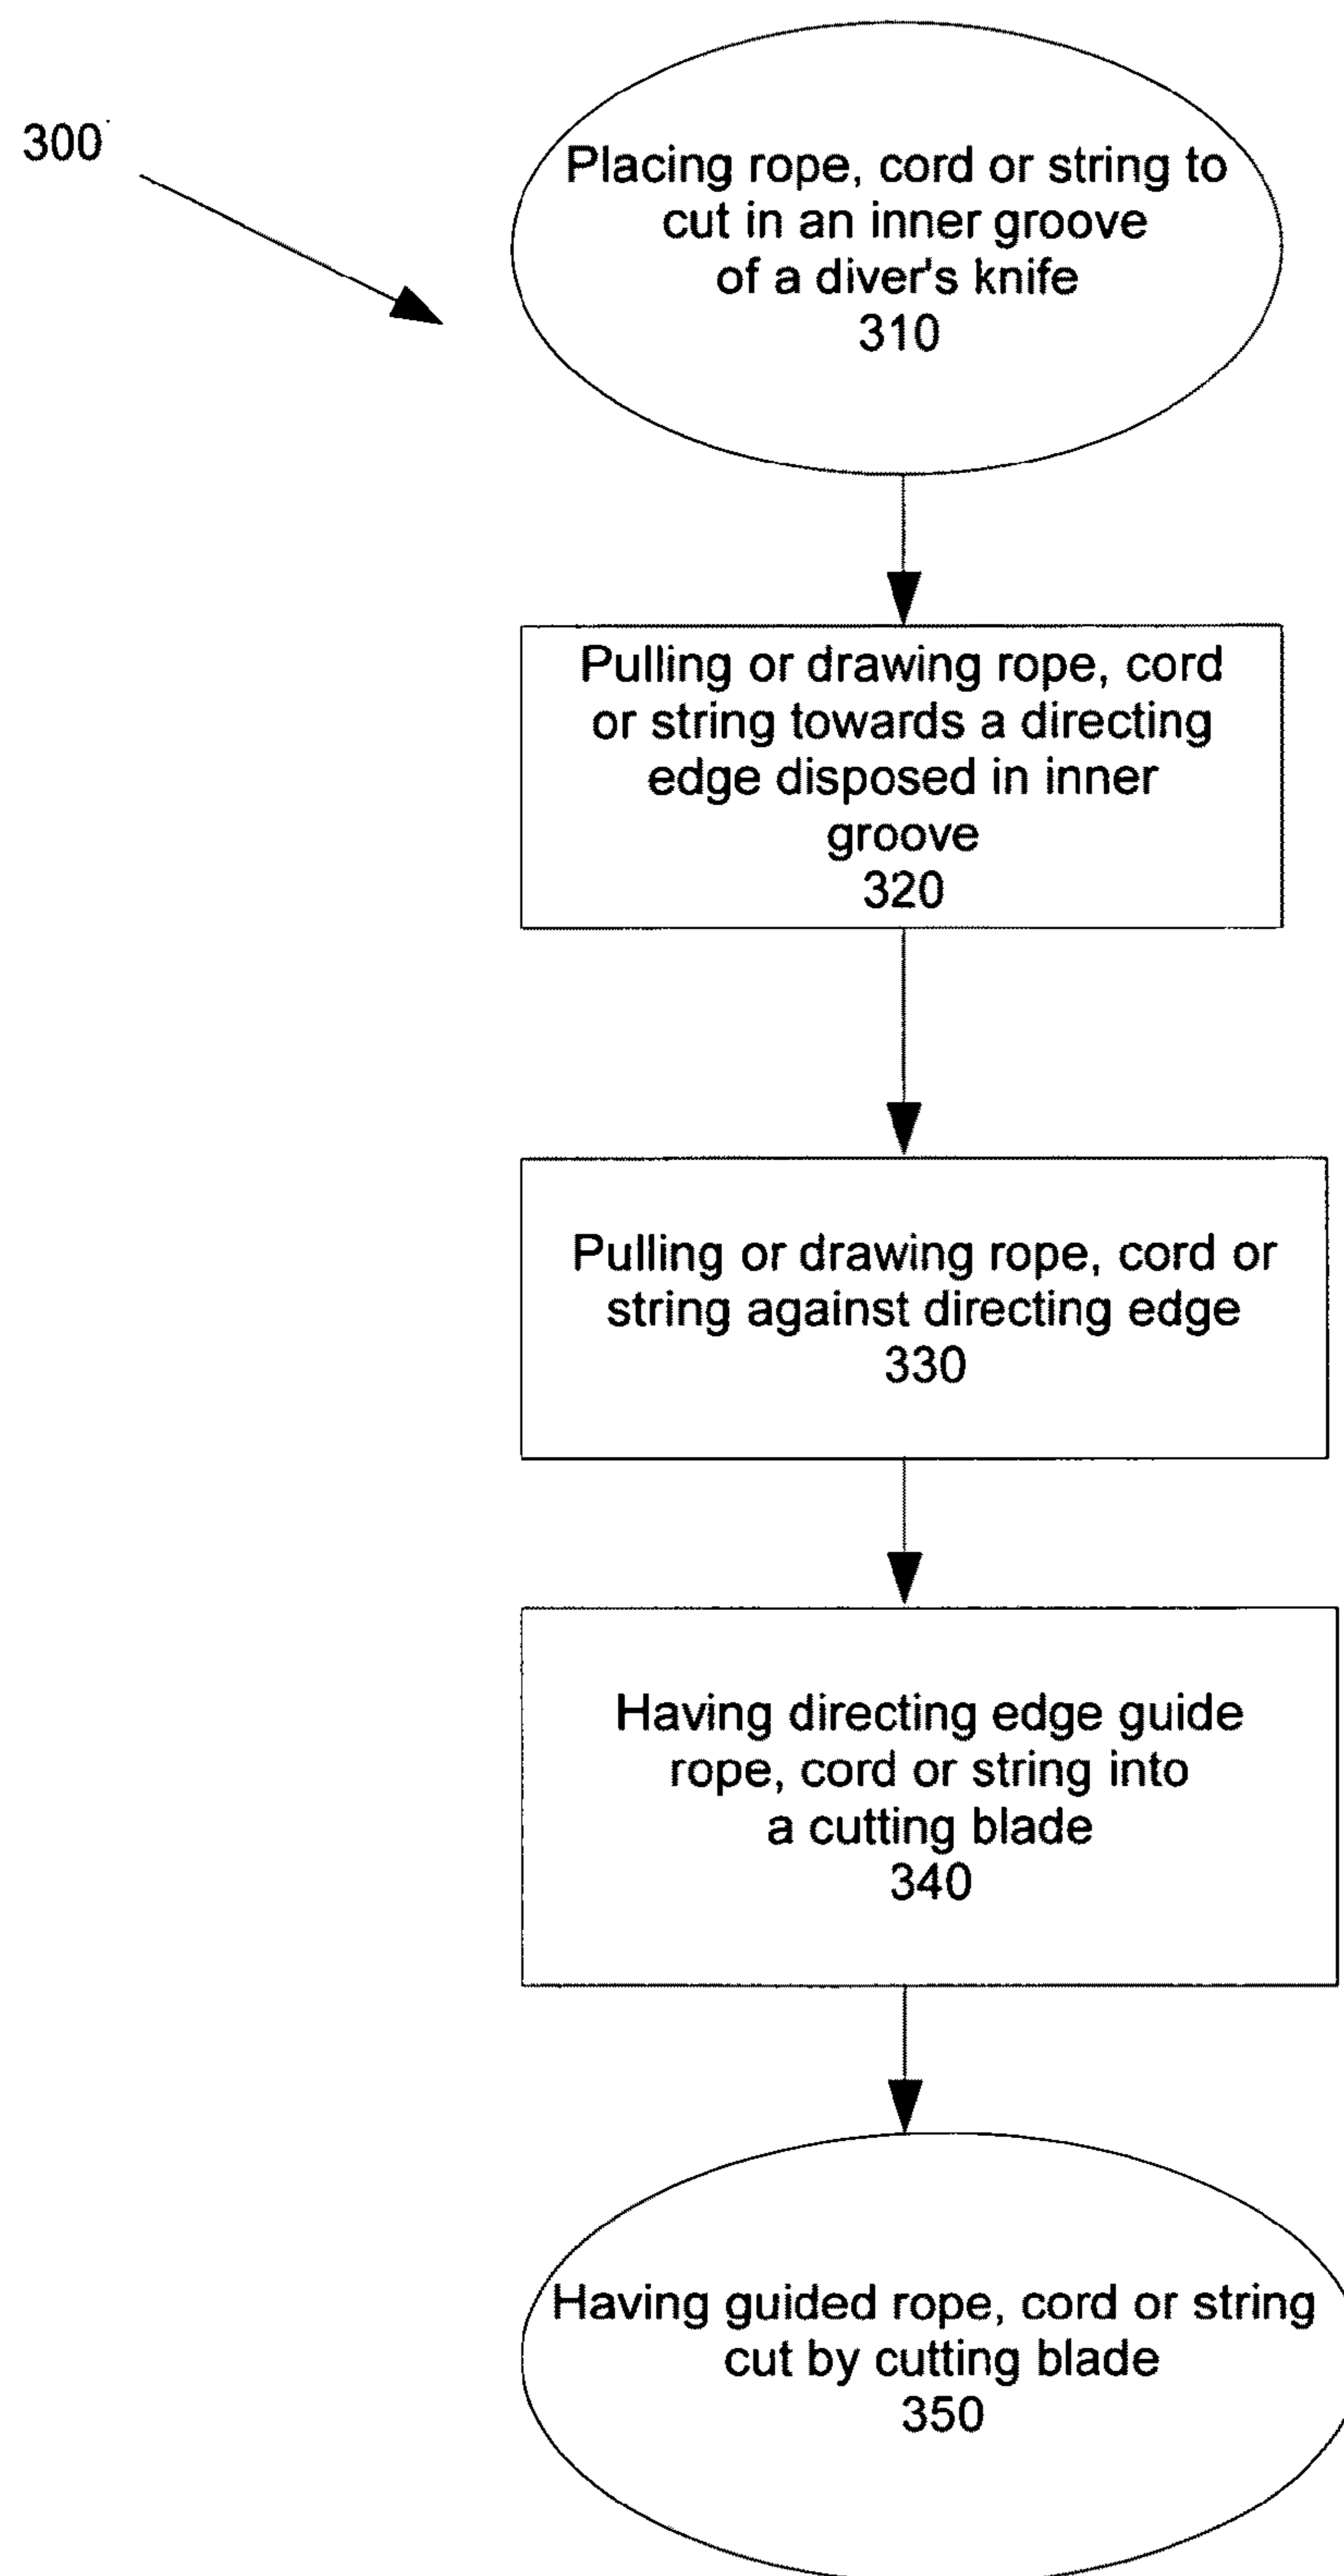 300
Placing rope, cord or string to
cut in an inner groove
of a diver's knife
310
Pulling or drawing rope, cord
or string towards a directing
edge disposed in inner
groove
320
Pulling or drawing rope, cord or
string against directing edge
330
Having directing edge guide
rope, cord or string into
a cutting blade
340
Having guided rope, cord or string
cut by cutting blade
350